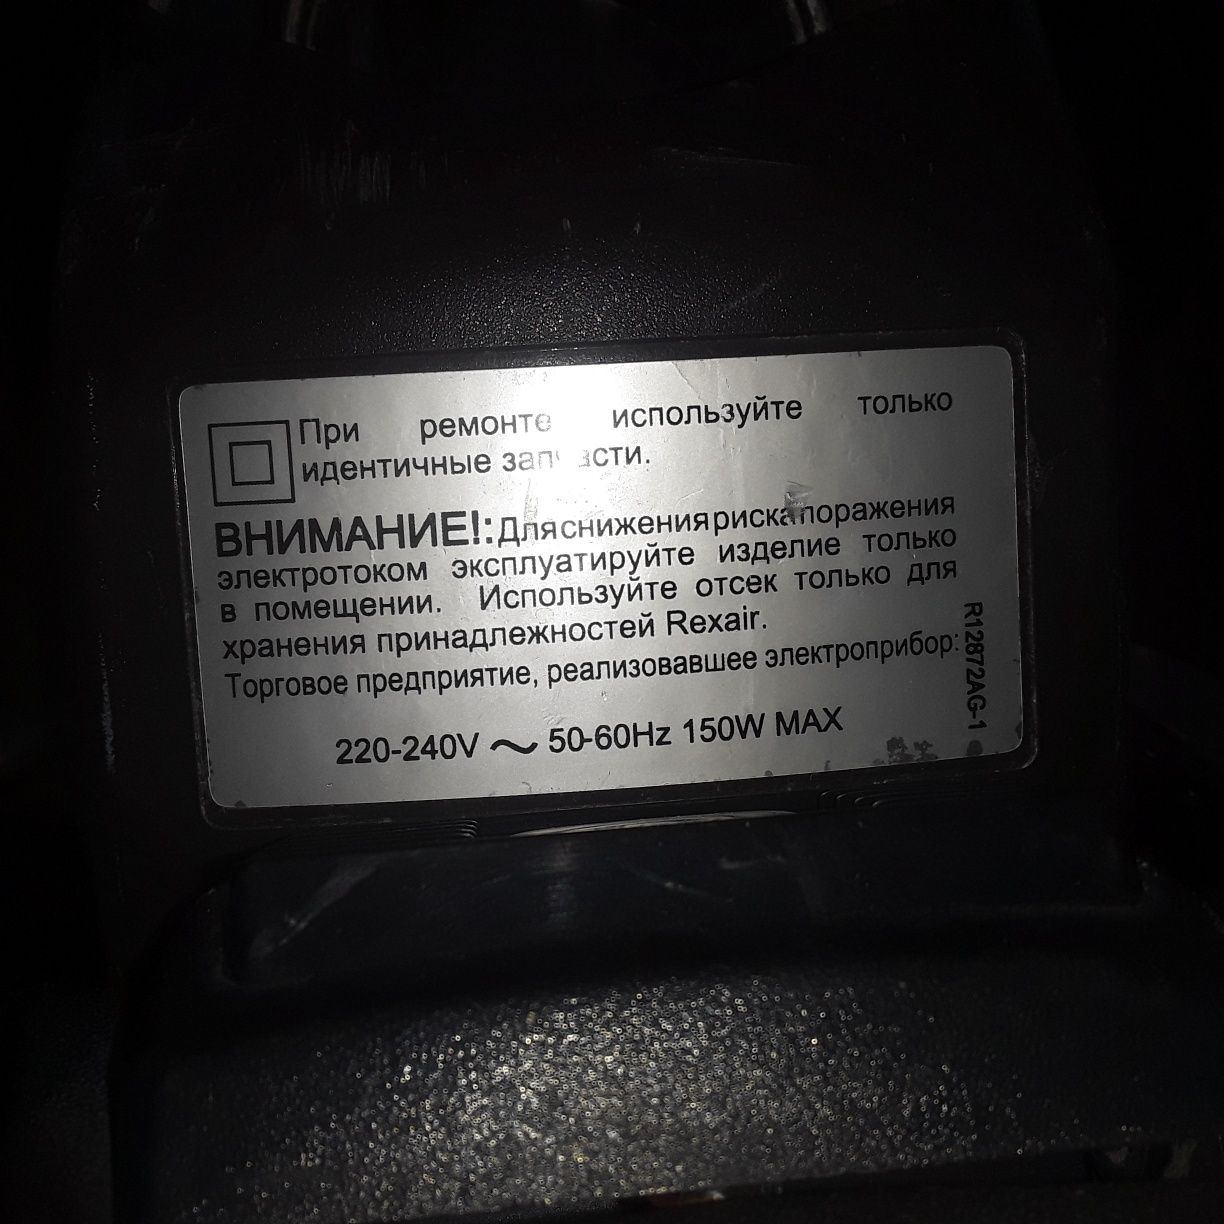 При ремонте используйте только
идентичные запчасти.
ВНИМАНИЕ!: Для снижения риска поражения
электротоком эксплуатируйте изделие только
в помещении. Используйте отсек только для
хранения принадлежностей Rexair.
Торговое предприятие, реализовавшее электроприбор:
220-240V ~ 50-60Hz 150W MAX
R12872AG-1